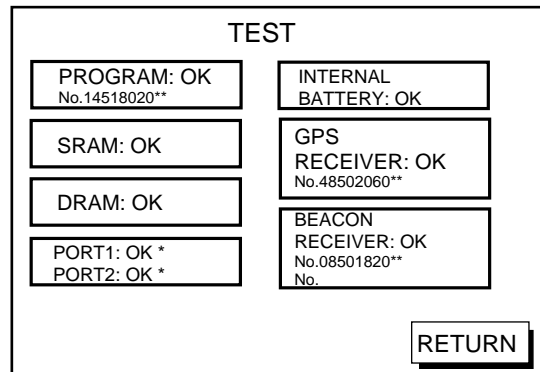 TEST
PROGRAM: OK
No.14518020**
SRAM: OK
DRAM: OK
PORT1: OK *
PORT2: OK *
INTERNAL
BATTERY: OK
GPS
RECEIVER: OK
No.48502060**
BEACON
RECEIVER: OK
No.08501820**
No.
RETURN